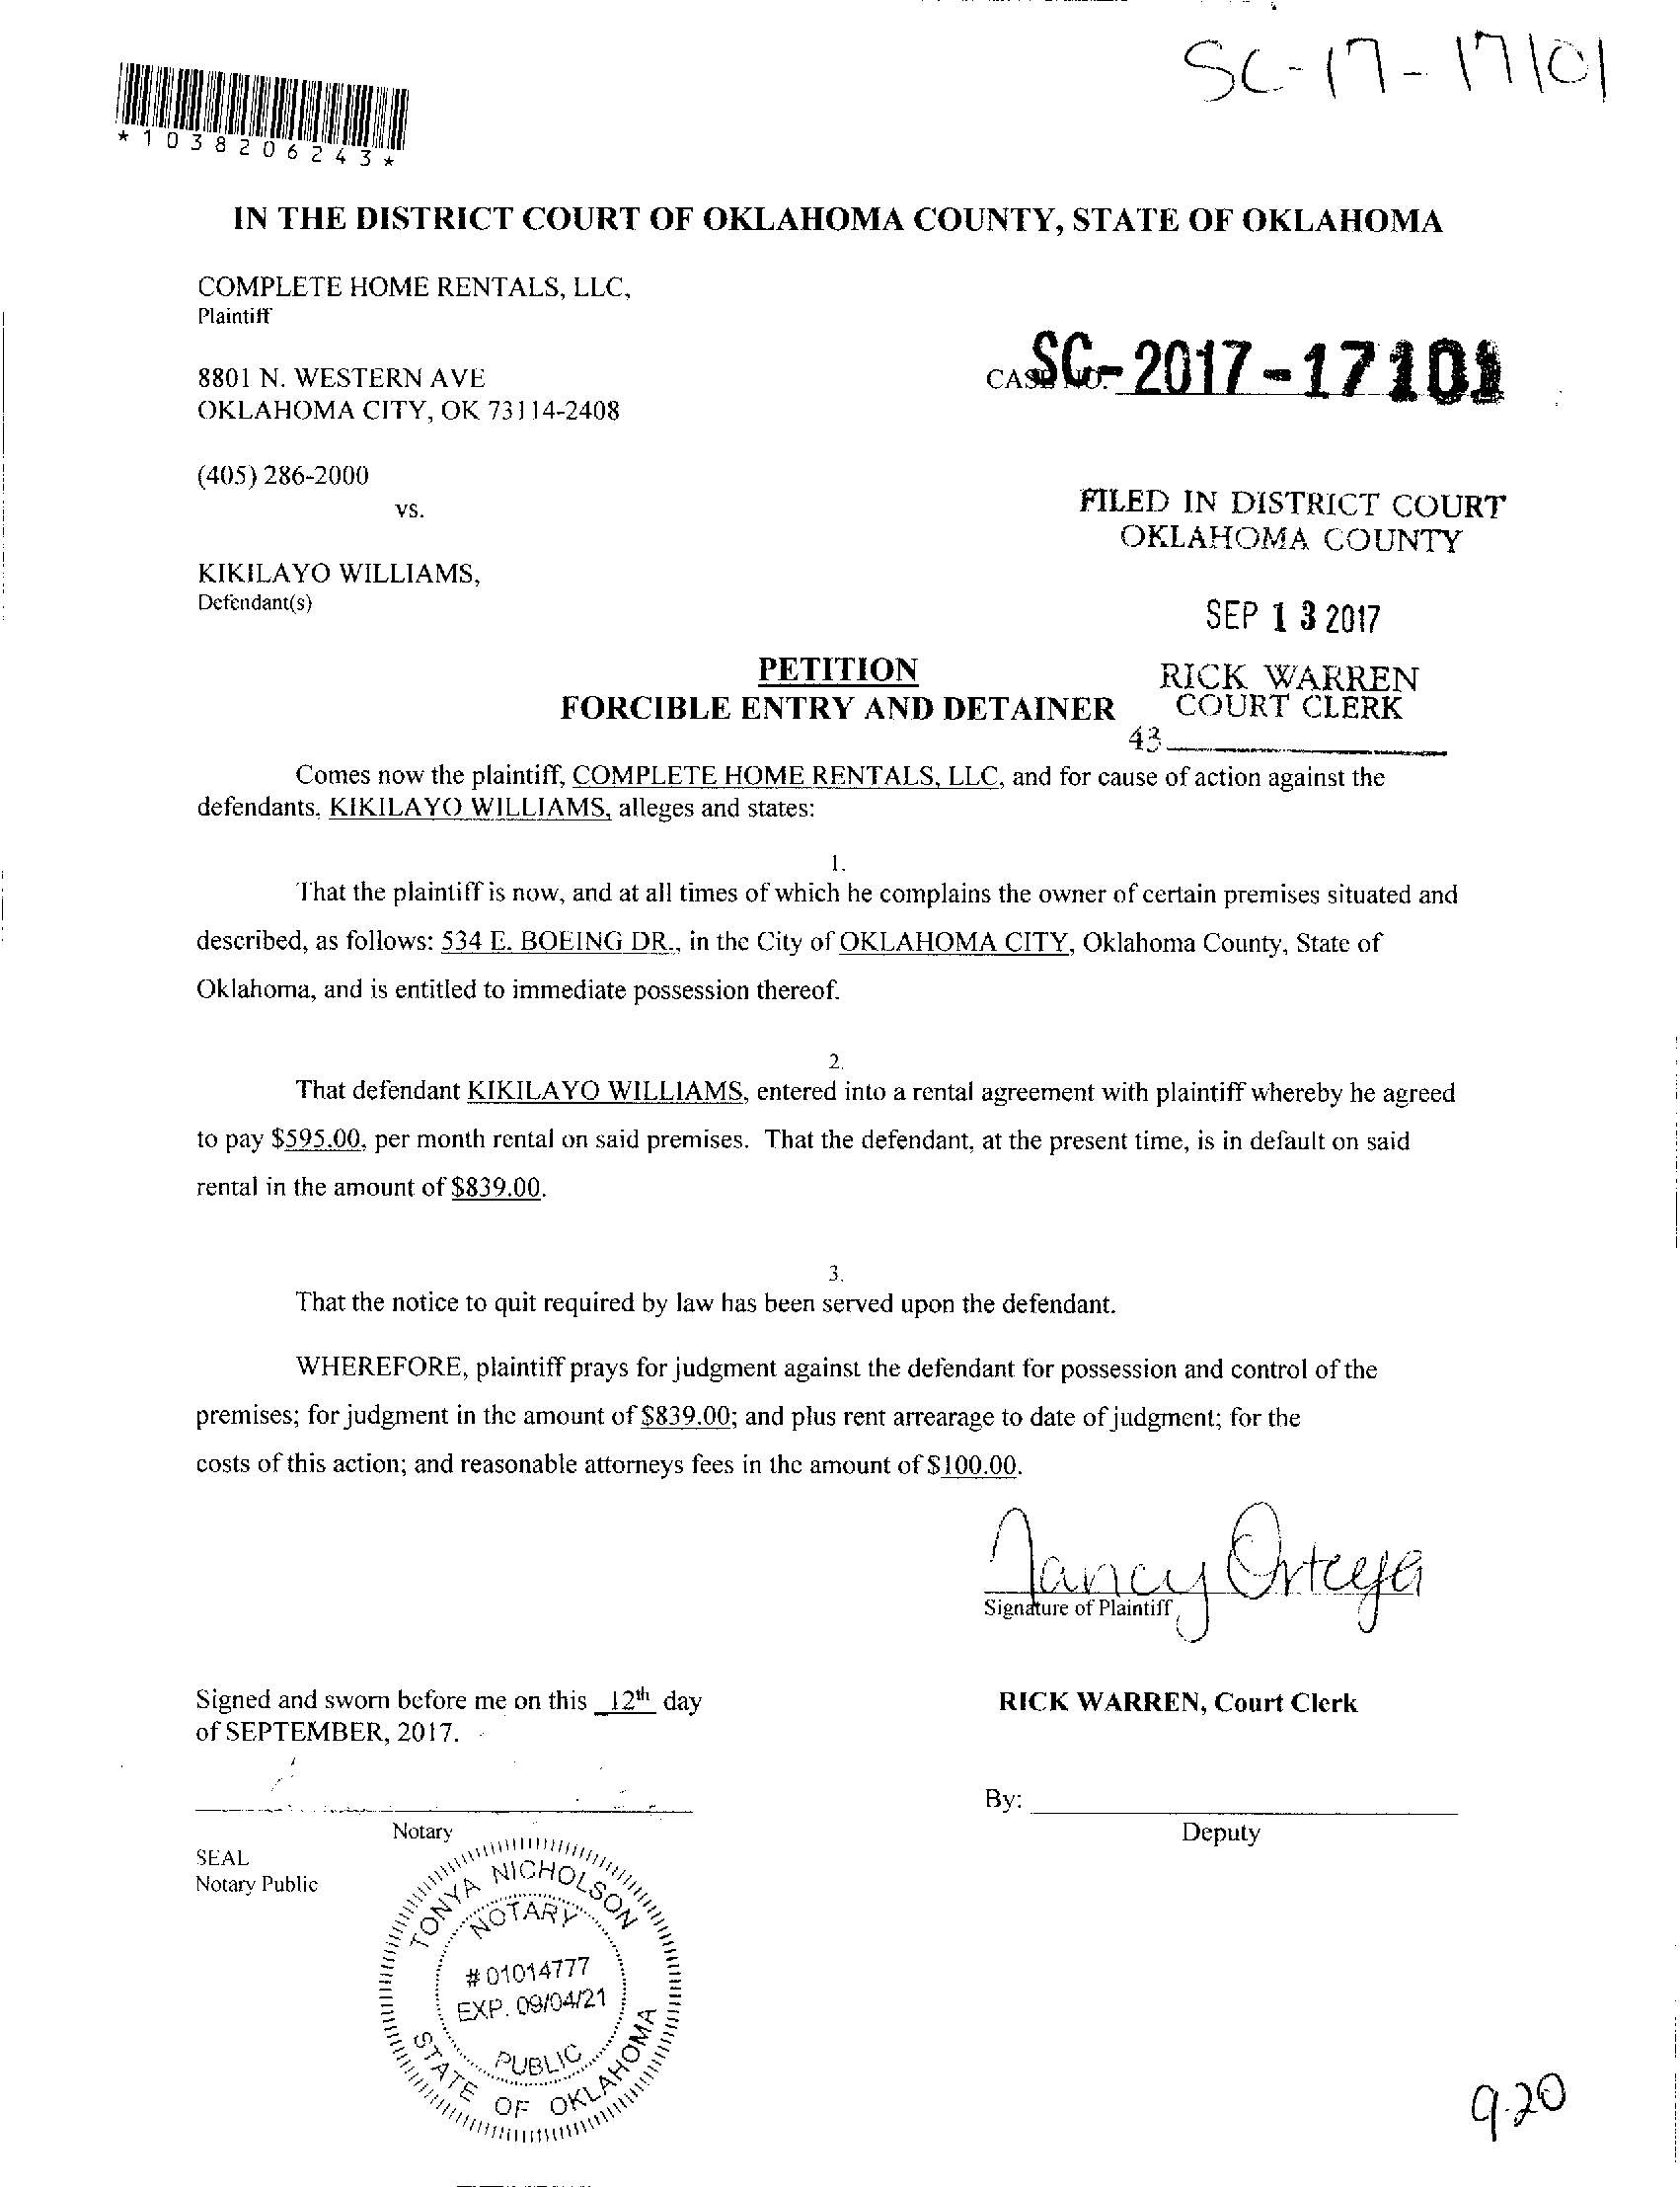 SC-17-17101
*1038206243*
IN THE DISTRICT COURT OF OKLAHOMA COUNTY, STATE OF OKLAHOMA
COMPLETE HOME RENTALS, LLC,
Plaintiff
8801 N. WESTERN AVE
OKLAHOMA CITY, OK 73114-2408
CASE NO. SC-2017-17101
(405) 286-2000
vs.
FILED IN DISTRICT COURT
OKLAHOMA COUNTY
KIKILAYO WILLIAMS,
Defendant(s)
SEP 13 2017
PETITION
FORCIBLE ENTRY AND DETAINER
RICK WARREN
COURT CLERK
43
Comes now the plaintiff, COMPLETE HOME RENTALS, LLC, and for cause of action against the
defendants, KIKILAYO WILLIAMS, alleges and states:
1.
That the plaintiff is now, and at all times of which he complains the owner of certain premises situated and
described, as follows: 534 E. BOEING DR., in the City of OKLAHOMA CITY, Oklahoma County, State of
Oklahoma, and is entitled to immediate possession thereof.
2.
That defendant KIKILAYO WILLIAMS, entered into a rental agreement with plaintiff whereby he agreed
to pay $595.00, per month rental on said premises. That the defendant, at the present time, is in default on said
rental in the amount of $839.00.
3.
That the notice to quit required by law has been served upon the defendant.
WHEREFORE, plaintiff prays for judgment against the defendant for possession and control of the
premises; for judgment in the amount of $839.00; and plus rent arrearage to date of judgment; for the
costs of this action; and reasonable attorneys fees in the amount of $100.00.
Nancy Ortega
Signature of Plaintiff
Signed and sworn before me on this 12th day
of SEPTEMBER, 2017.
RICK WARREN, Court Clerk
By:
Notary
Deputy
SEAL
Notary Public
TONYA NICHOLSON
NOTARY
#01014777
EXP. 09/04/21
PUBLIC
STATE OF OKLAHOMA
9-20